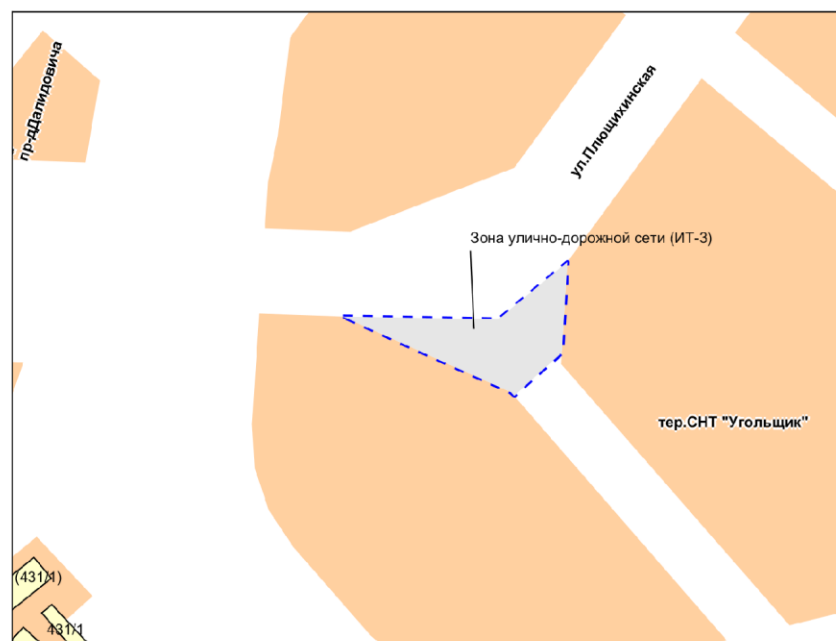 пр-дДалидовича
ул.Плющихинская
Зона улично-дорожной сети (ИТ-3)
тер.СНТ "Угольщик"
(431/1)
431/1